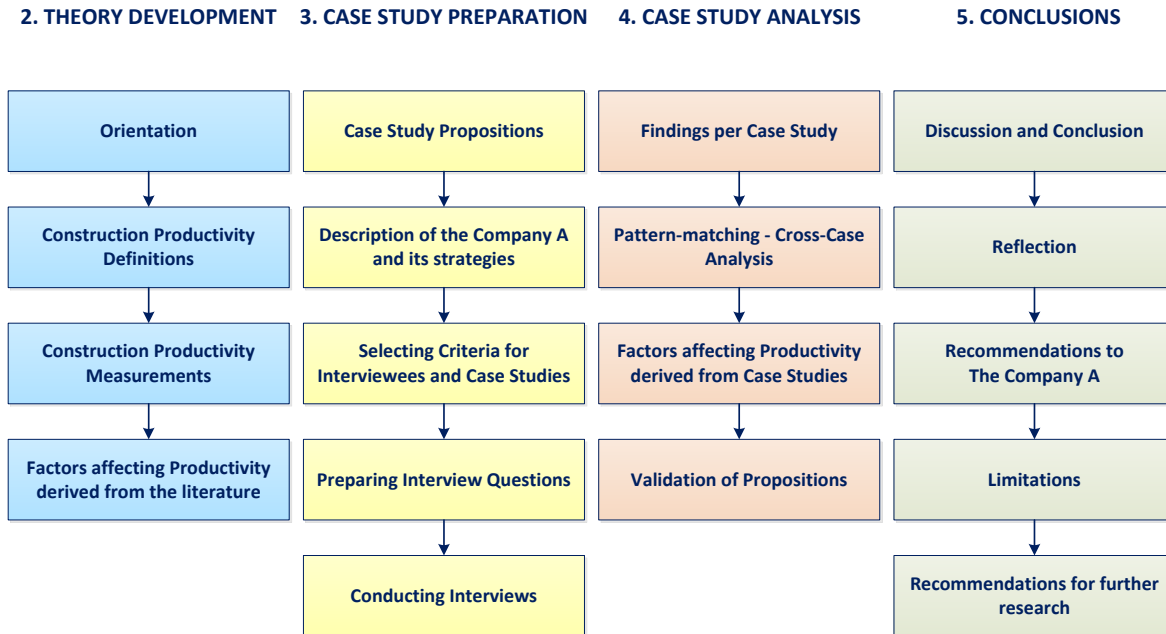 2. THEORY DEVELOPMENT
3. CASE STUDY PREPARATION
4. CASE STUDY ANALYSIS
5. CONCLUSIONS
Orientation
Construction Productivity
Definitions
Construction Productivity
Measurements
Factors affecting Productivity
derived from the literature
Case Study Propositions
Description of the Company A
and its strategies
Selecting Criteria for
Interviewees and Case Studies
Preparing Interview Questions
Conducting Interviews
Findings per Case Study
Pattern-matching - Cross-Case
Analysis
Factors affecting Productivity
derived from Case Studies
Validation of Propositions
Discussion and Conclusion
Reflection
Recommendations to
The Company A
Limitations
Recommendations for further
research